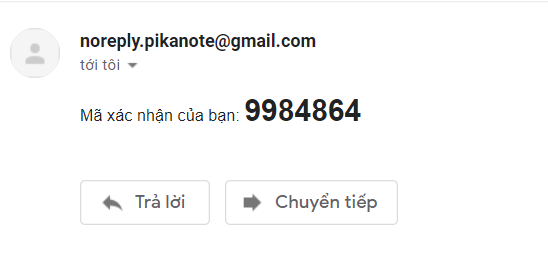 noreply.pikanote@gmail.com
tới tôi
Mã xác nhận của bạn: 9984864
Trả lời
Chuyển tiếp